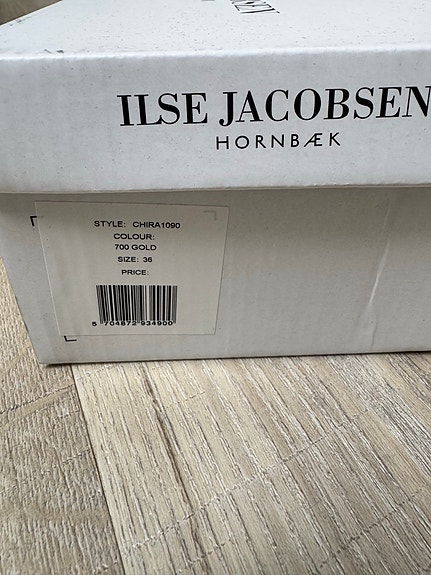 ILSE JACOBSEN
HORNBÆK
STYLE: CHIRA1090
COLOUR:
700 GOLD
SIZE: 36
PRICE:
5 704872 934900